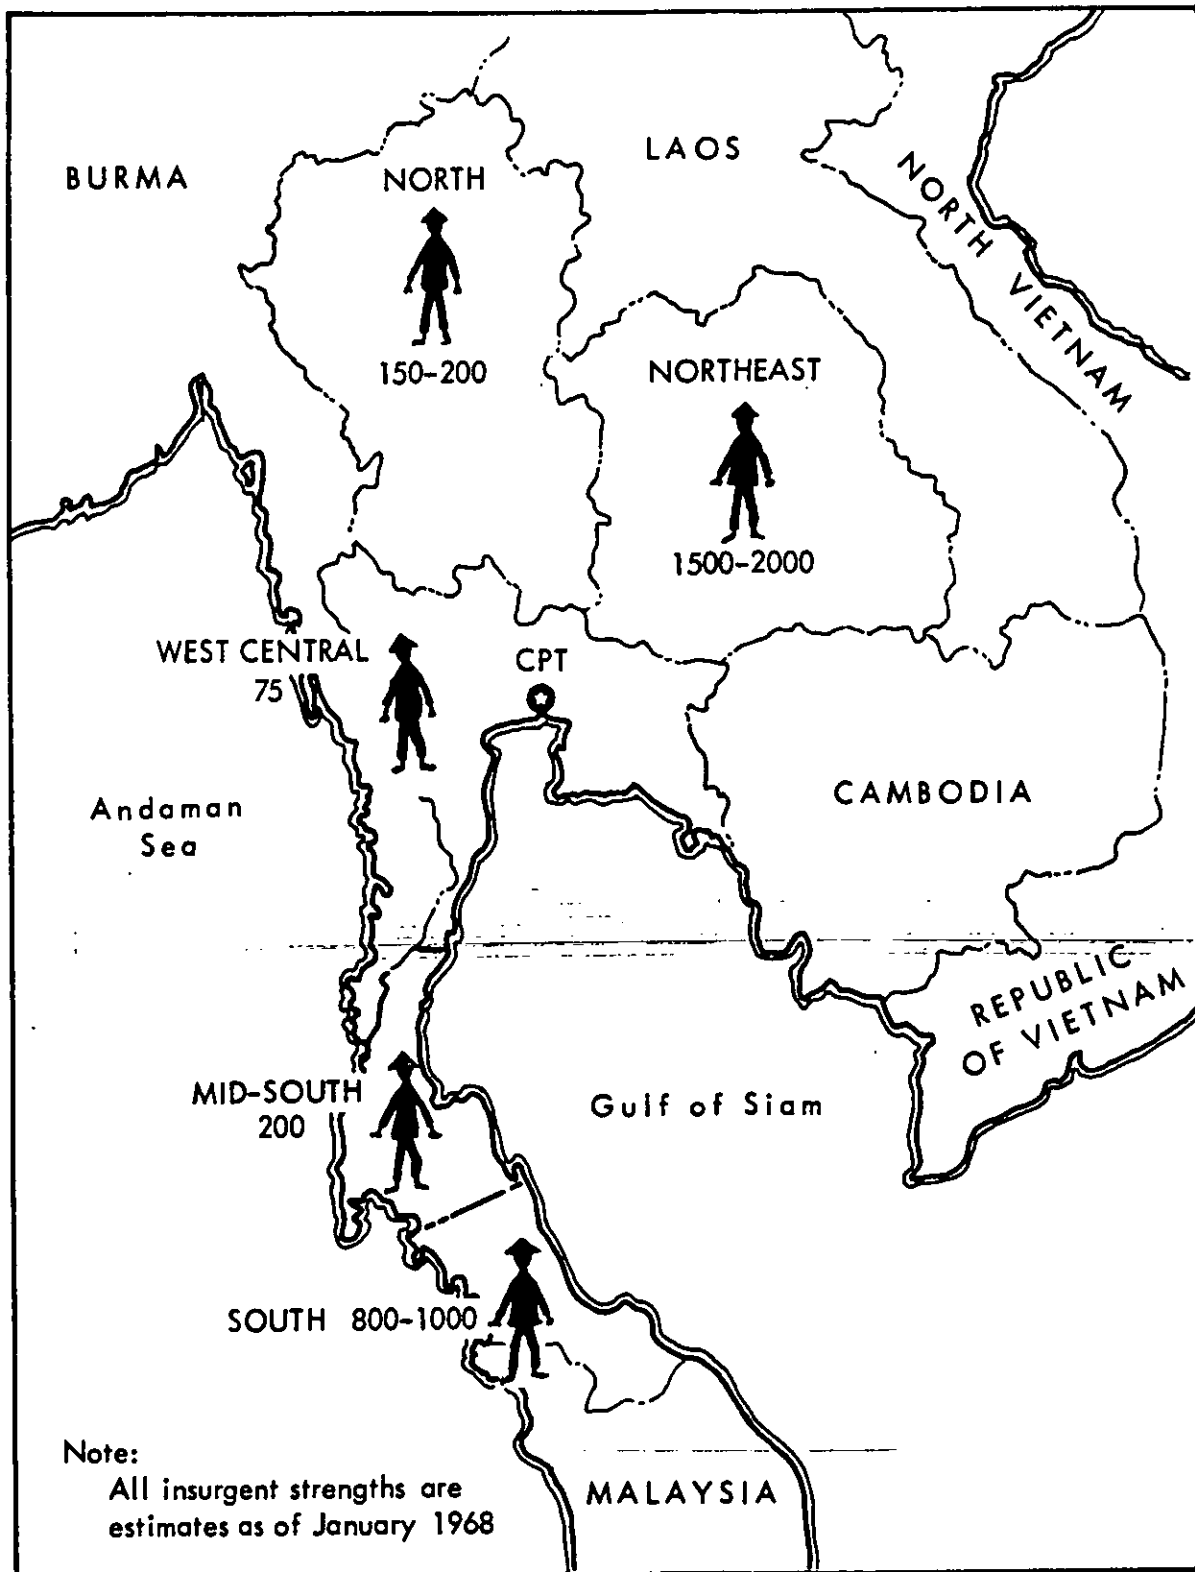 LAOS
BURMA
NORTH
NORTH VIETNAM
150-200
NORTHEAST
1500-2000
WEST CENTRAL
75
CPT
CAMBODIA
Andaman
Sea
REPUBLIC
OF VIETNAM
MID-SOUTH
200
Gulf of Siam
SOUTH 800-1000
Note:
All insurgent strengths are
estimates as of January 1968
MALAYSIA